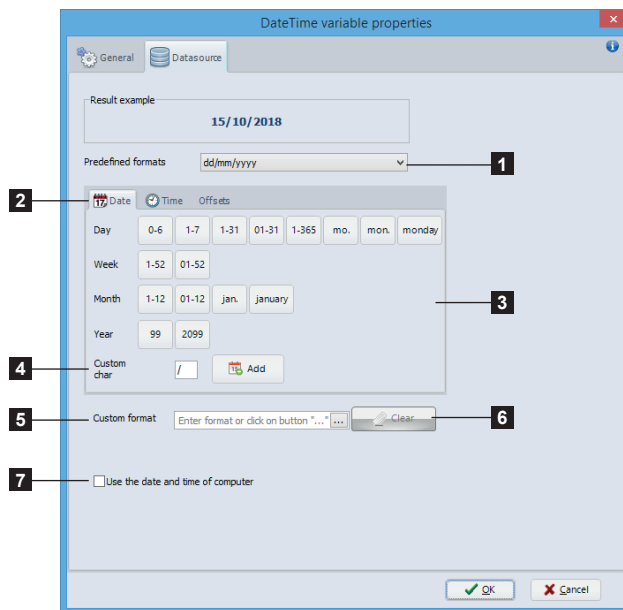 DateTime variable properties
General Datasource
Result example
15/10/2018
Predefined formats dd/mm/yyyy 1
2 17 Date Time Offsets
Day 0-6 1-7 1-31 01-31 1-365 mo. mon. monday
Week 1-52 01-52
3
Month 1-12 01-12 jan. january
Year 99 2099
4 Custom char / Add
5 Custom format Enter format or click on button "..." ... Clear 6
7 Use the date and time of computer
OK Cancel